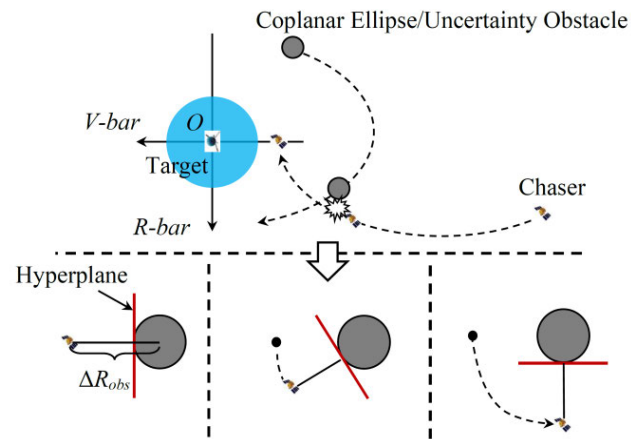 Coplanar Ellipse/Uncertainty Obstacle
V-bar
O
Target
Chaser
R-bar
Hyperplane
ΔR_obs